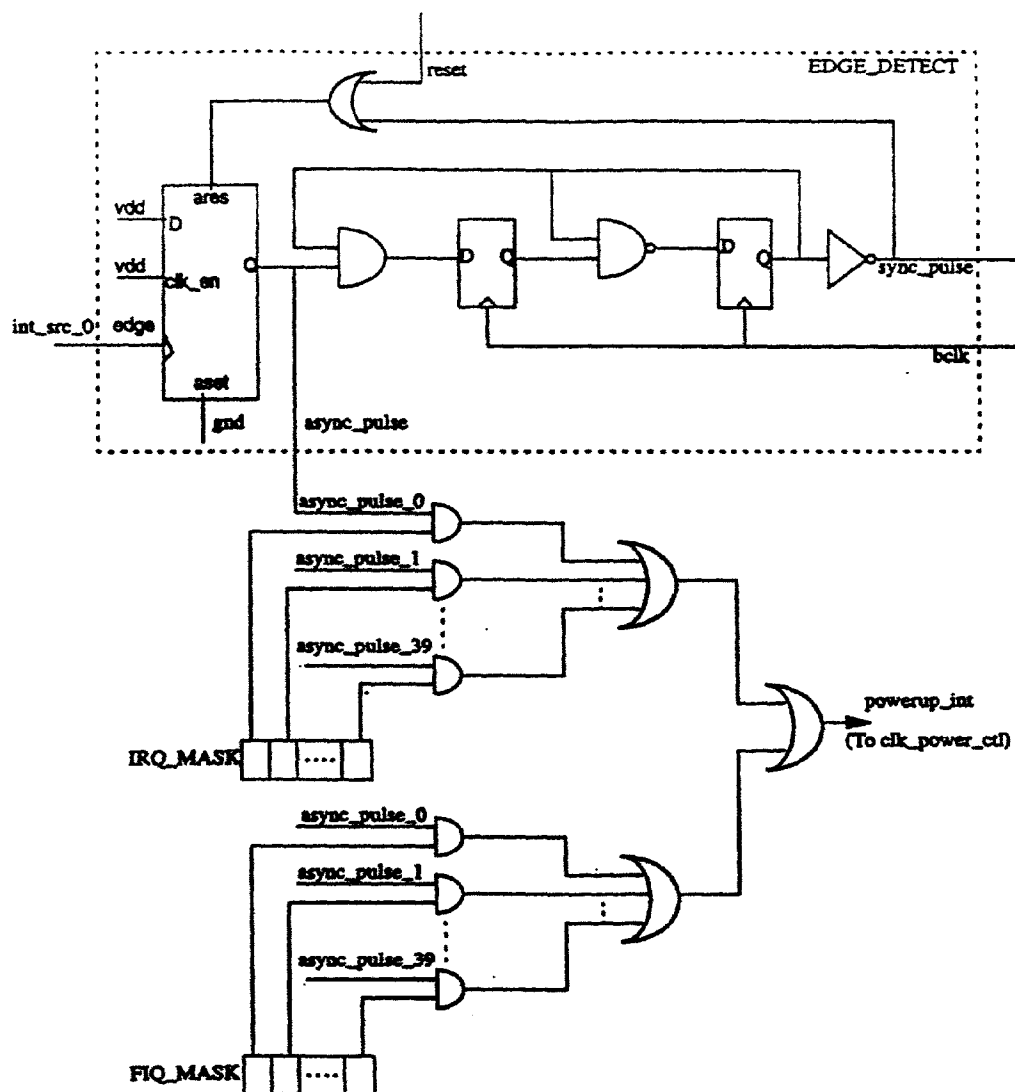 reset
EDGE_DETECT
ares
vdd
D
vdd
clk_en
Q
D
Q
D
Q
sync_pulse
int_src_0
edge
bclk
aset
gnd
async_pulse
async_pulse_0
async_pulse_1
async_pulse_39
powerup_int
(To clk_power_ctl)
IRQ_MASK
async_pulse_0
async_pulse_1
async_pulse_39
FIQ_MASK